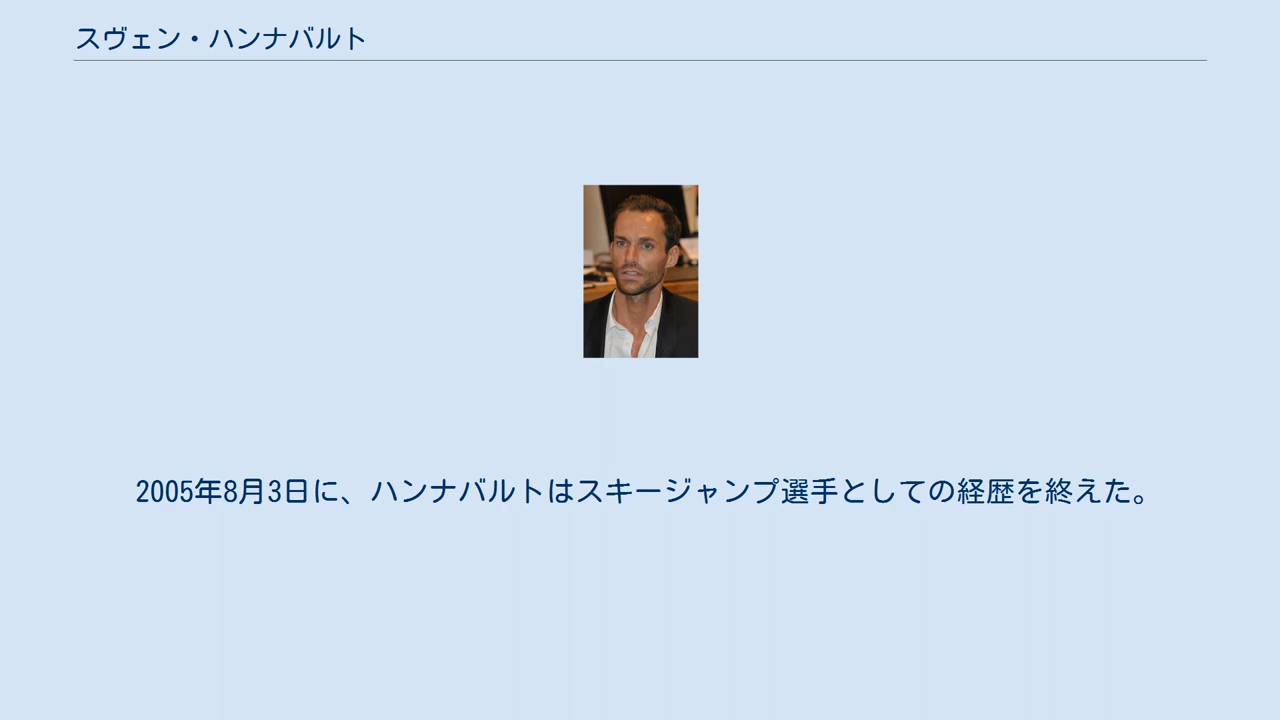 スヴェン・ハンナバルト
2005年8月3日に、ハンナバルトはスキージャンプ選手としての経歴を終えた。